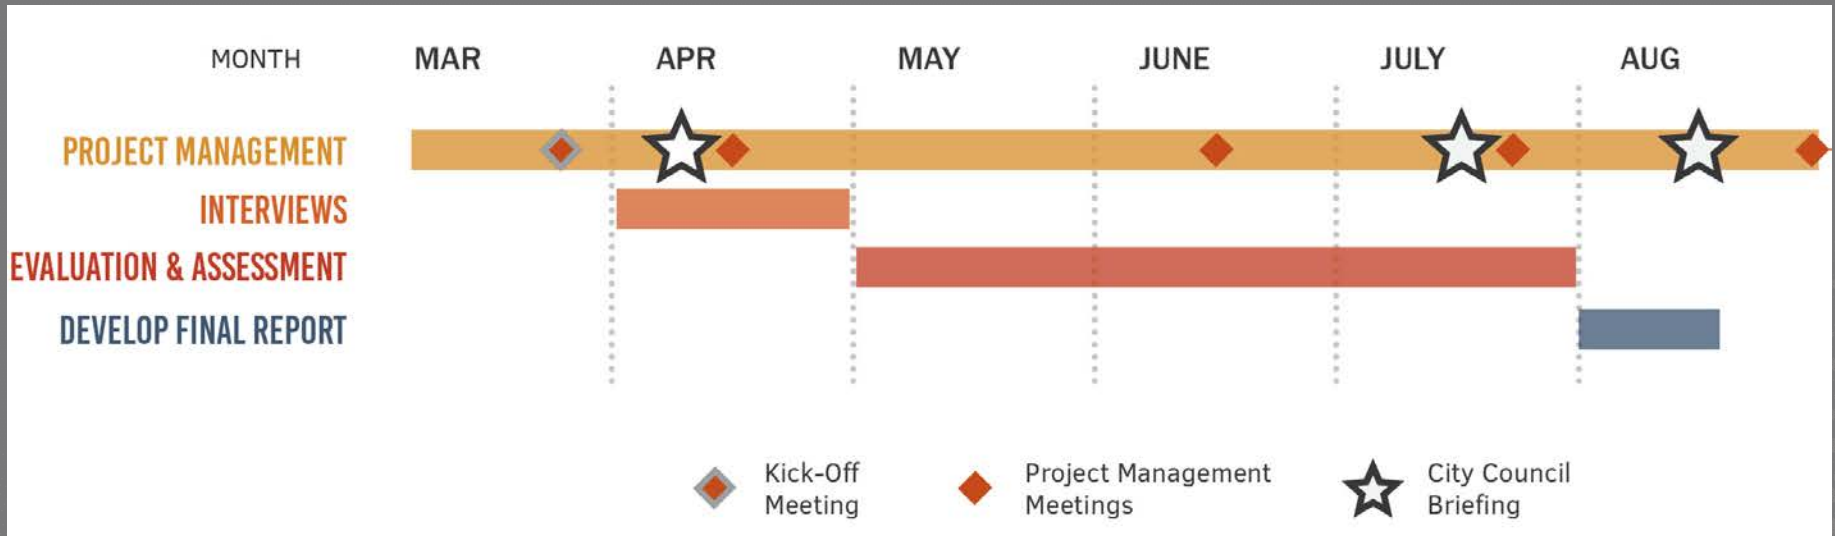 MONTH MAR APR MAY JUNE JULY AUG
PROJECT MANAGEMENT
INTERVIEWS
EVALUATION & ASSESSMENT
DEVELOP FINAL REPORT
Kick-Off
Meeting
Project Management
Meetings
City Council
Briefing